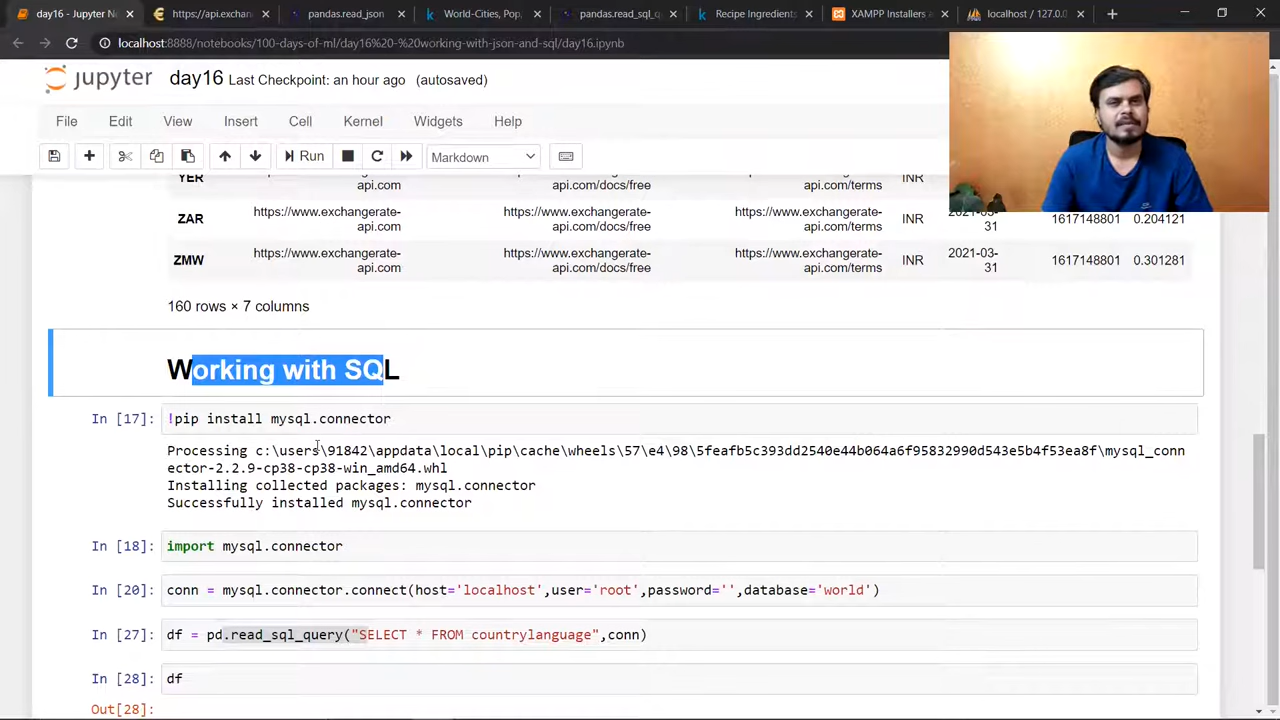 day16 - Jupyter Ne
https://api.exchan
pandas.read_json
World-Cities, Pop,
pandas.read_sql_q
Recipe Ingredients
XAMPP Installers a
localhost / 127.0.
localhost:8888/notebooks/100-days-of-ml/day16%20-%20working-with-json-and-sql/day16.ipynb
jupyter day16 Last Checkpoint: an hour ago (autosaved)
File Edit View Insert Cell Kernel Widgets Help
Run Markdown
YER api.com api.com/docs/free api.com/terms INR
https://www.exchangerate- https://www.exchangerate- https://www.exchangerate- 2021-03-
ZAR api.com api.com/docs/free api.com/terms INR 31 1617148801 0.204121
https://www.exchangerate- https://www.exchangerate- https://www.exchangerate- 2021-03-
ZMW api.com api.com/docs/free api.com/terms INR 31 1617148801 0.301281
160 rows × 7 columns
Working with SQL
In [17]: !pip install mysql.connector
Processing c:\users\91842\appdata\local\pip\cache\wheels\57\e4\98\5feafb5c393dd2540e44b064a6f95832990d543e5b4f53ea8f\mysql_conn
ector-2.2.9-cp38-cp38-win_amd64.whl
Installing collected packages: mysql.connector
Successfully installed mysql.connector
In [18]: import mysql.connector
In [20]: conn = mysql.connector.connect(host='localhost',user='root',password='',database='world')
In [27]: df = pd.read_sql_query("SELECT * FROM countrylanguage",conn)
In [28]: df
Out[28]: